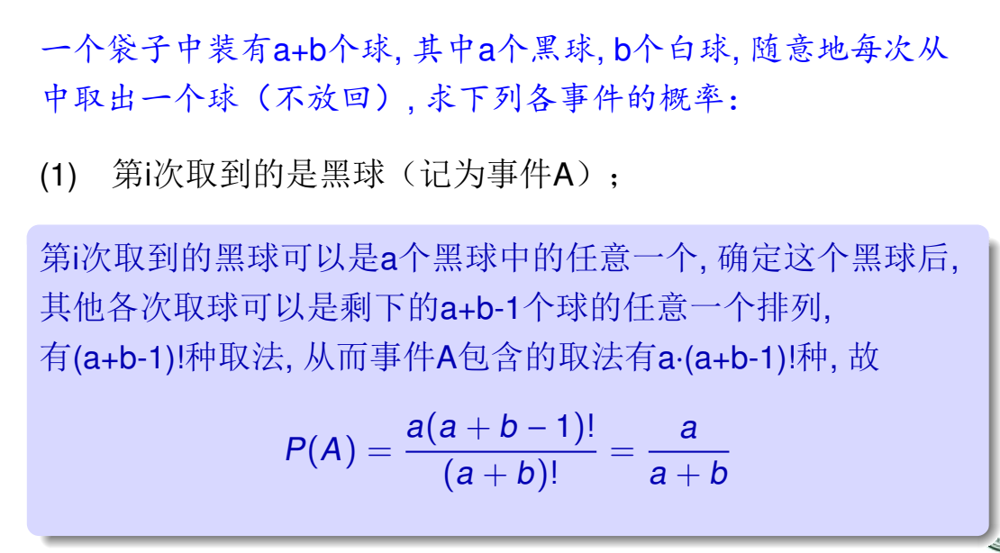 一个袋子中装有a+b个球, 其中a个黑球, b个白球, 随意地每次从
中取出一个球（不放回）, 求下列各事件的概率：
(1) 第i次取到的是黑球（记为事件A）；
第i次取到的黑球可以是a个黑球中的任意一个, 确定这个黑球后,
其他各次取球可以是剩下的a+b-1个球的任意一个排列,
有(a+b-1)!种取法, 从而事件A包含的取法有a·(a+b-1)!种, 故
P(A) = \frac{a(a + b − 1)!}{(a + b)!} = \frac{a}{a + b}